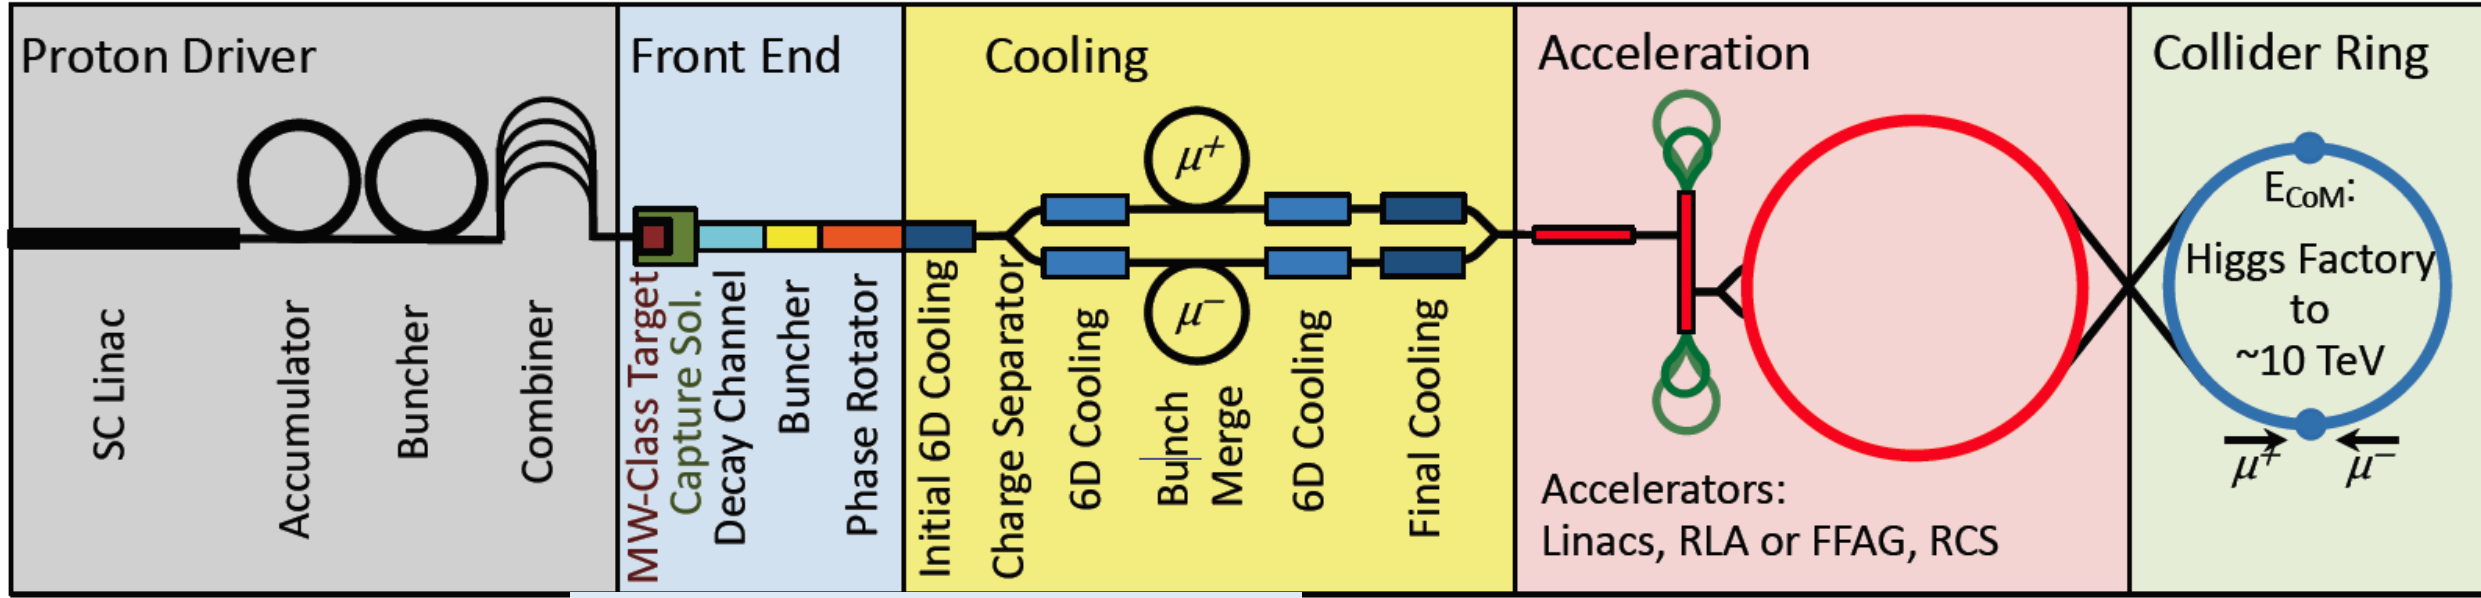 Proton Driver
SC Linac
Accumulator
Buncher
Combiner
Front End
MW-Class Target
Capture Sol.
Decay Channel
Buncher
Phase Rotator
Cooling
Initial 6D Cooling
Charge Separator
6D Cooling
μ+
μ−
Bunch
Merge
6D Cooling
Final Cooling
Acceleration
Accelerators:
Linacs, RLA or FFAG, RCS
Collider Ring
ECoM:
Higgs Factory
to
~10 TeV
μ+
μ−